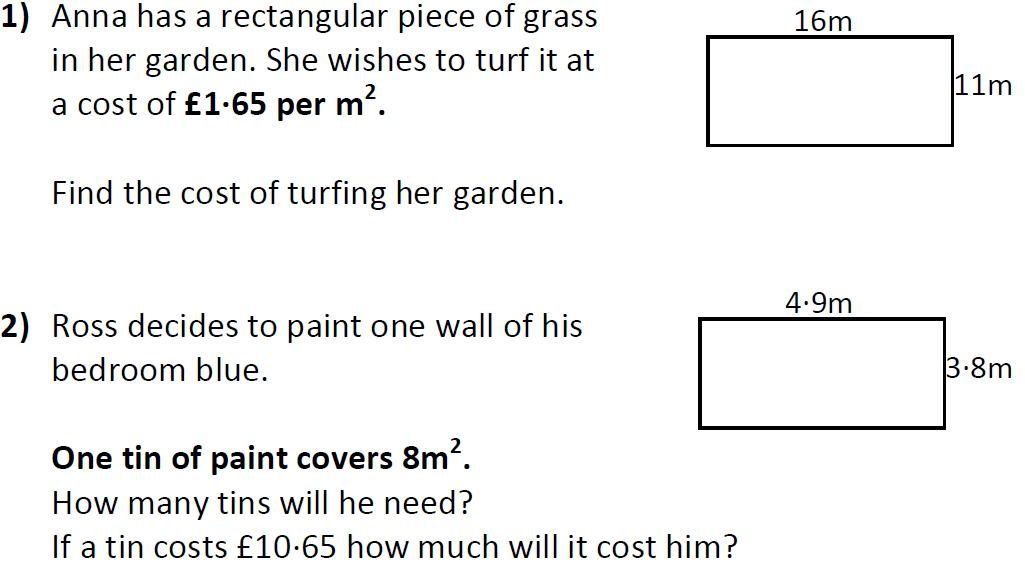 1) Anna has a rectangular piece of grass
in her garden. She wishes to turf it at
a cost of £1·65 per m².
16m
11m
Find the cost of turfing her garden.
2) Ross decides to paint one wall of his
bedroom blue.
4·9m
3·8m
One tin of paint covers 8m².
How many tins will he need?
If a tin costs £10·65 how much will it cost him?